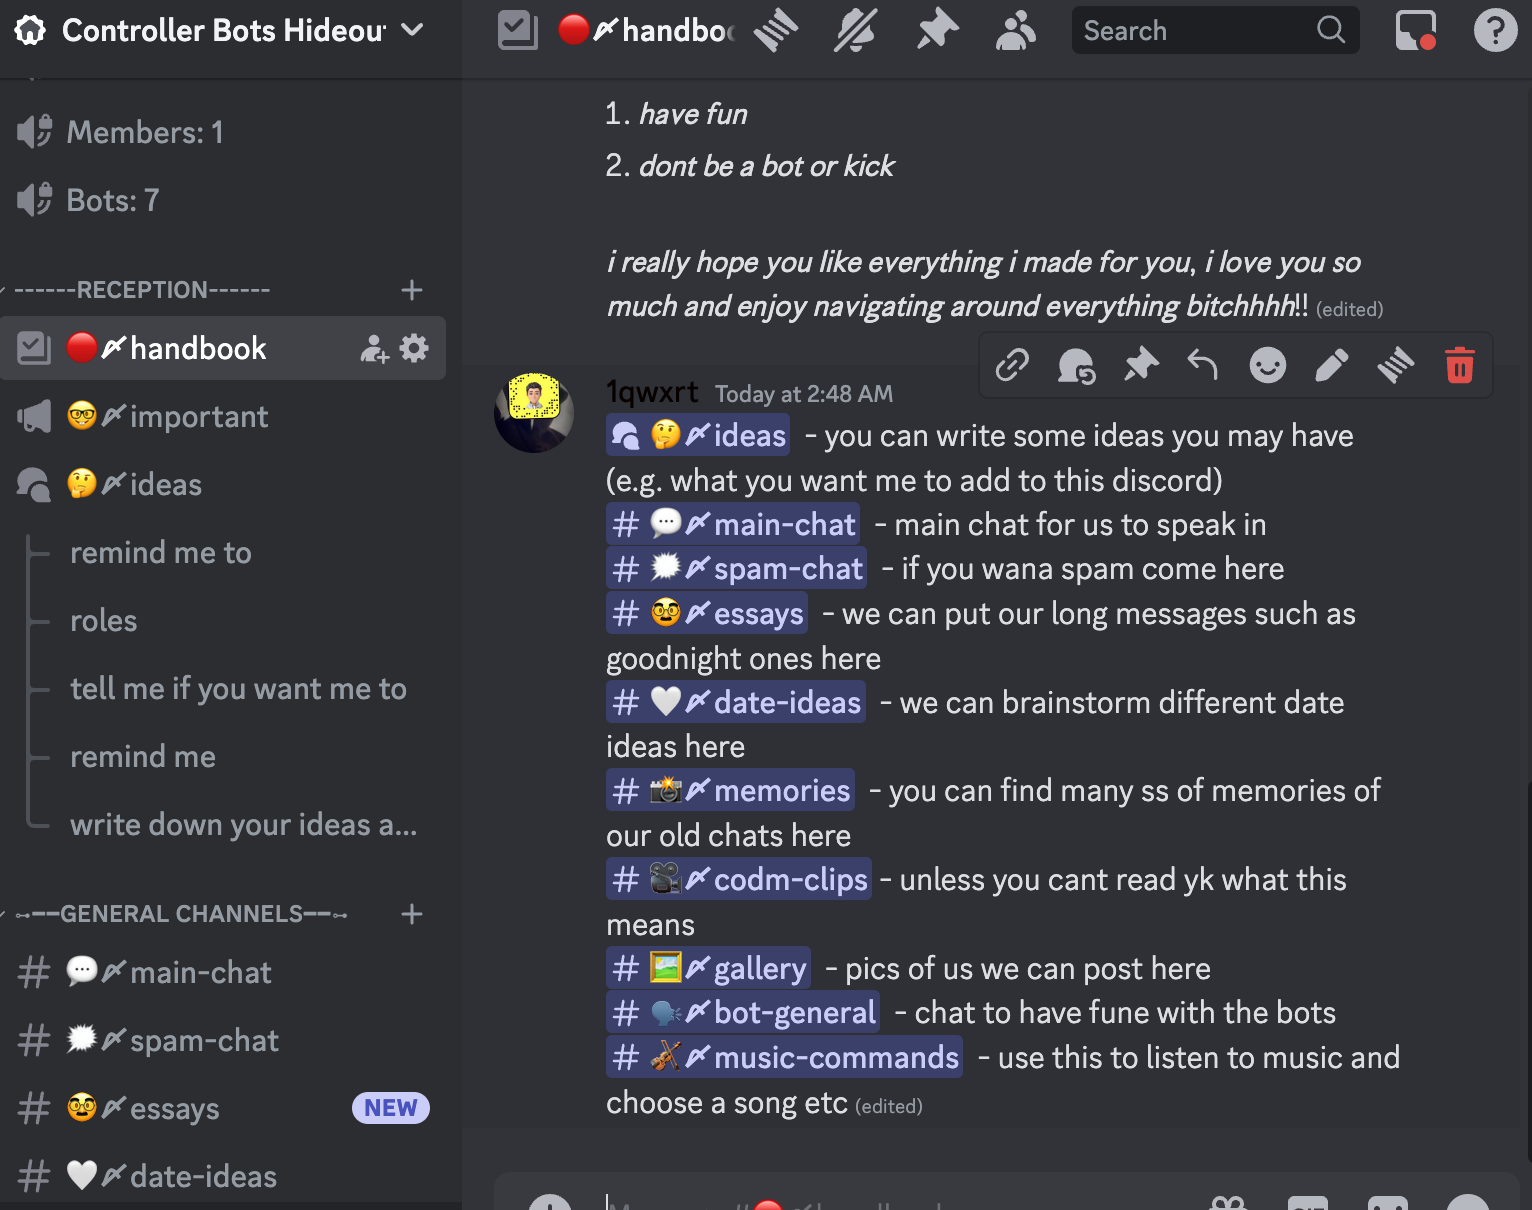 Controller Bots Hideou
handboo
Search
Members: 1
Bots: 7
------RECEPTION------
handbook
important
ideas
remind me to
roles
tell me if you want me to
remind me
write down your ideas a...
GENERAL CHANNELS
main-chat
spam-chat
essays
NEW
date-ideas
1. have fun
2. dont be a bot or kick
i really hope you like everything i made for you, i love you so
much and enjoy navigating around everything bitchhhh!! (edited)
1qwxrt Today at 2:48 AM
ideas - you can write some ideas you may have
(e.g. what you want me to add to this discord)
# main-chat - main chat for us to speak in
# spam-chat - if you wana spam come here
# essays - we can put our long messages such as
goodnight ones here
# date-ideas - we can brainstorm different date
ideas here
# memories - you can find many ss of memories of
our old chats here
# codm-clips - unless you cant read yk what this
means
# gallery - pics of us we can post here
# bot-general - chat to have fune with the bots
# music-commands - use this to listen to music and
choose a song etc (edited)